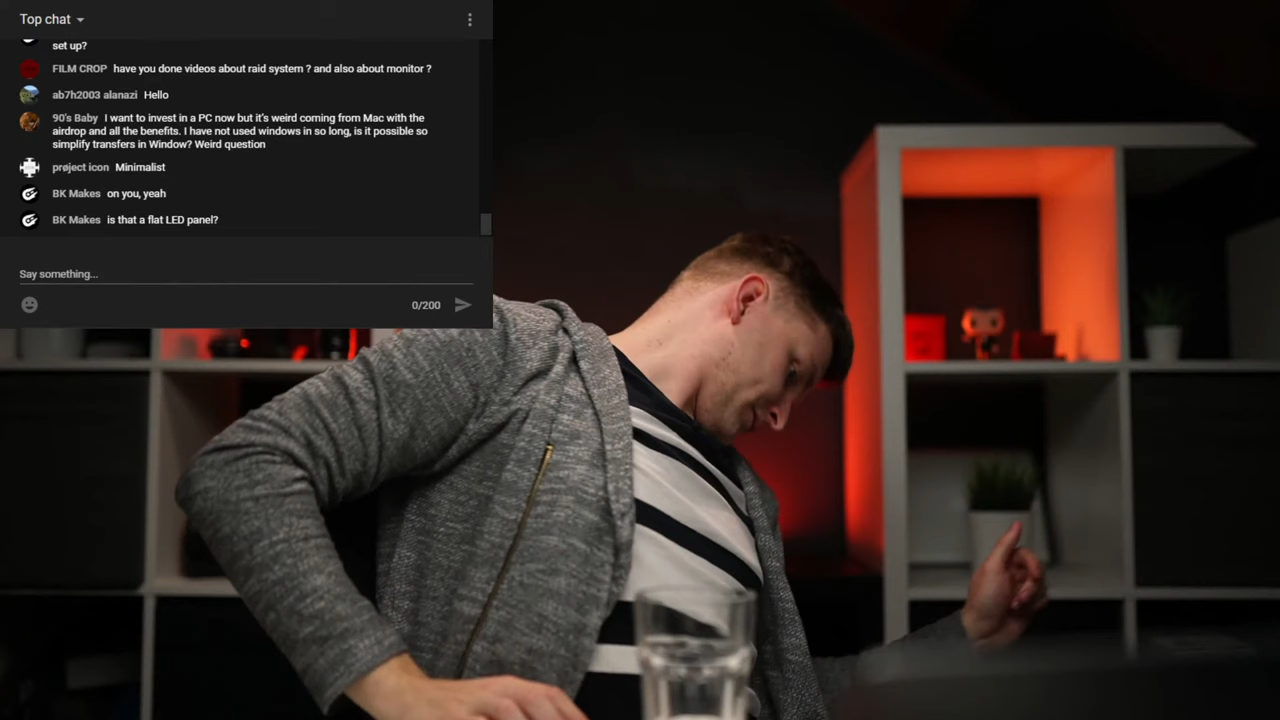 Top chat
set up?
FILM CROP have you done videos about raid system ? and also about monitor ?
ab7h2003 alanazi Hello
90's Baby I want to invest in a PC now but it's weird coming from Mac with the
airdrop and all the benefits. I have not used windows in so long, is it possible so
simplify transfers in Window? Weird question
prøject icon Minimalist
BK Makes on you, yeah
BK Makes is that a flat LED panel?
Say something...
0/200